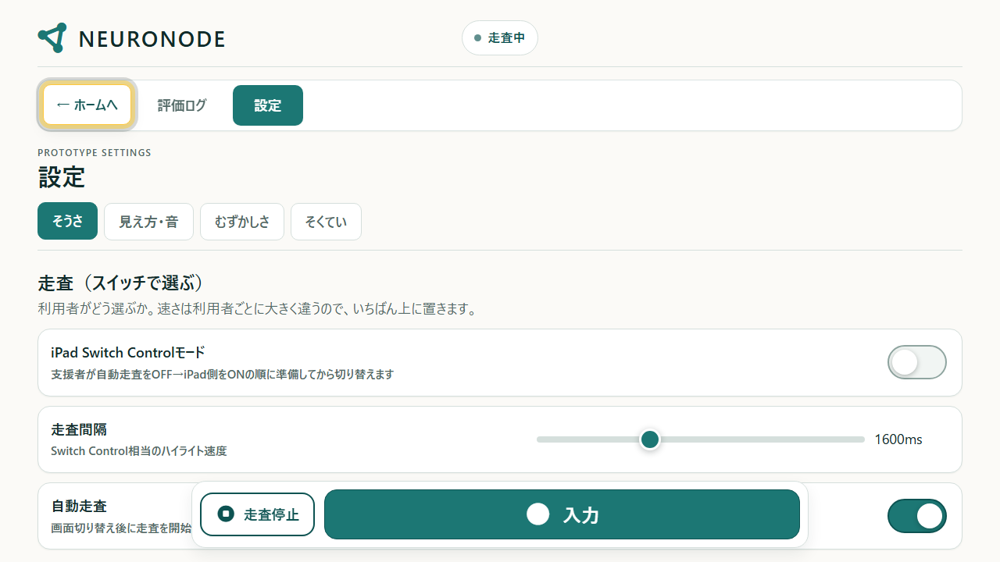 NEURONODE
走査中
← ホームへ
評価ログ
設定
PROTOTYPE SETTINGS
設定
そうさ
見え方・音
むずかしさ
そくてい
走査（スイッチで選ぶ）
利用者がどう選ぶか。速さは利用者ごとに大きく違うので、いちばん上に置きます。
iPad Switch Controlモード
支援者が自動走査をOFF→iPad側をONの順に準備してから切り替えます
走査間隔
Switch Control相当のハイライト速度
1600ms
自動走査
画面切り替え後に走査を開始
走査停止
入力